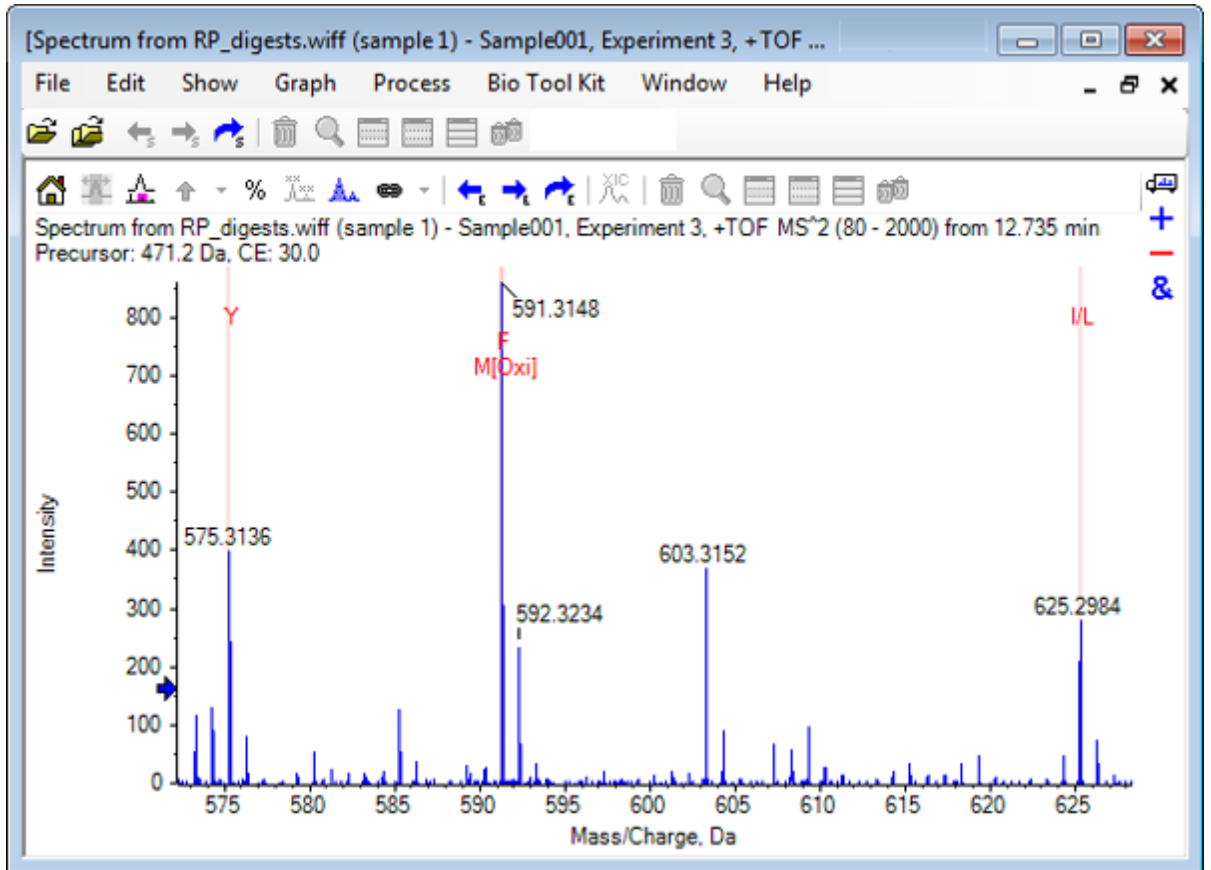 [Spectrum from RP_digests.wiff (sample 1) - Sample001, Experiment 3, +TOF ...
File Edit Show Graph Process Bio Tool Kit Window Help
% XIC
Spectrum from RP_digests.wiff (sample 1) - Sample001, Experiment 3, +TOF MS^2 (80 - 2000) from 12.735 min
Precursor: 471.2 Da, CE: 30.0
800
700
600
500
400
300
200
100
0
Intensity
Y
575.3136
591.3148
F
M[Oxi]
592.3234
603.3152
I/L
625.2984
575 580 585 590 595 600 605 610 615 620 625
Mass/Charge, Da